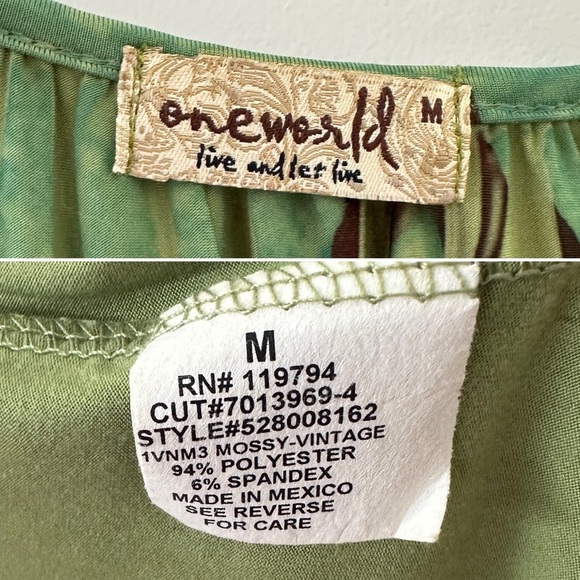 oneworld M
live and let live
M
RN# 119794
CUT#7013969-4
STYLE#528008162
1VNM3 MOSSY-VINTAGE
94% POLYESTER
6% SPANDEX
MADE IN MEXICO
SEE REVERSE
FOR CARE